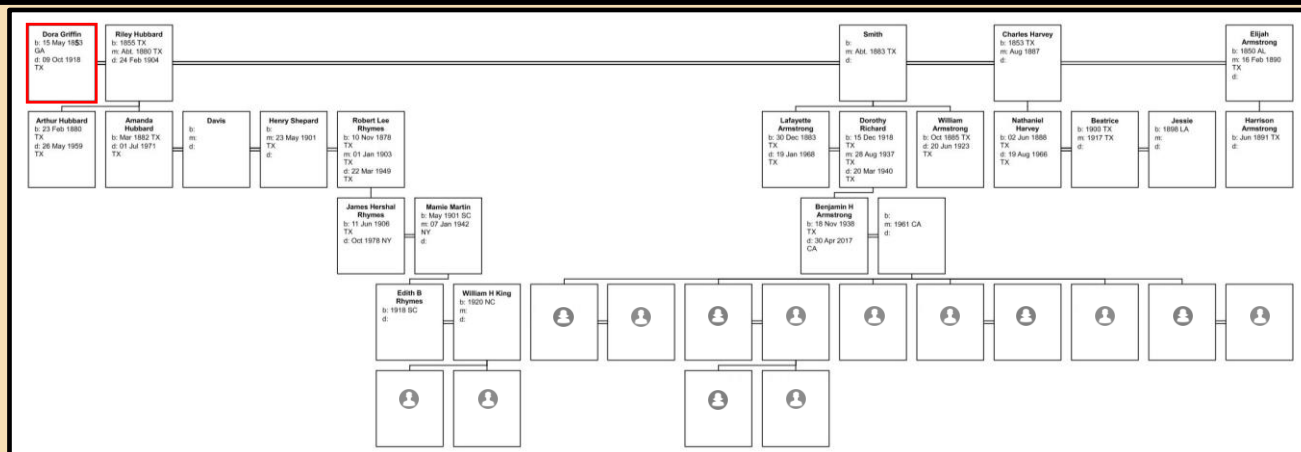 Dora Griffin
b: 15 May 1853
GA
d: 09 Oct 1918
TX
Riley Hubbard
b: 1855 TX
m: Abt. 1880 TX
d: 24 Feb 1904
Smith
b:
m: Abt. 1883 TX
d:
Charles Harvey
b: 1853 TX
m: Aug 1887
d:
Elijah
Armstrong
b: 1850 AL
m: 16 Feb 1890
TX
d:
Arthur Hubbard
b: 23 Feb 1880
TX
d: 26 May 1959
TX
Amanda
Hubbard
b: Mar 1882 TX
d: 01 Jul 1971
TX
Davis
b:
m:
d:
Henry Shepard
b:
m: 23 May 1901
TX
d:
Robert Lee
Rhymes
b: 10 Nov 1878
TX
m: 01 Jan 1903
TX
d: 22 Mar 1949
TX
Lafayette
Armstrong
b: 30 Dec 1883
TX
d: 19 Jan 1968
TX
Dorothy
Richard
b: 15 Dec 1918
TX
m: 28 Aug 1937
TX
d: 20 Mar 1940
TX
William
Armstrong
b: Oct 1885 TX
d: 20 Jun 1923
TX
Nathaniel
Harvey
b: 02 Jun 1888
TX
d: 19 Aug 1966
TX
Beatrice
b: 1900 TX
m: 1917 TX
d:
Jessie
b: 1898 LA
m:
d:
Harrison
Armstrong
b: Jun 1891 TX
d:
James Hershal
Rhymes
b: 11 Jun 1906
TX
d: Oct 1978 NY
Mamie Martin
b: May 1901 SC
m: 07 Jan 1942
NY
d:
Benjamin H
Armstrong
b: 18 Nov 1938
TX
d: 30 Apr 2017
CA
b:
m: 1961 CA
d:
Edith B
Rhymes
b: 1918 SC
d:
William H King
b: 1920 NC
m:
d: